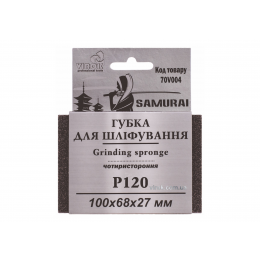 Код товару
70V004
SAMURAI
ГУБКА
ДЛЯ ШЛІФУВАННЯ
Grinding spronge
чотиристороння
P120
100x68x27 мм